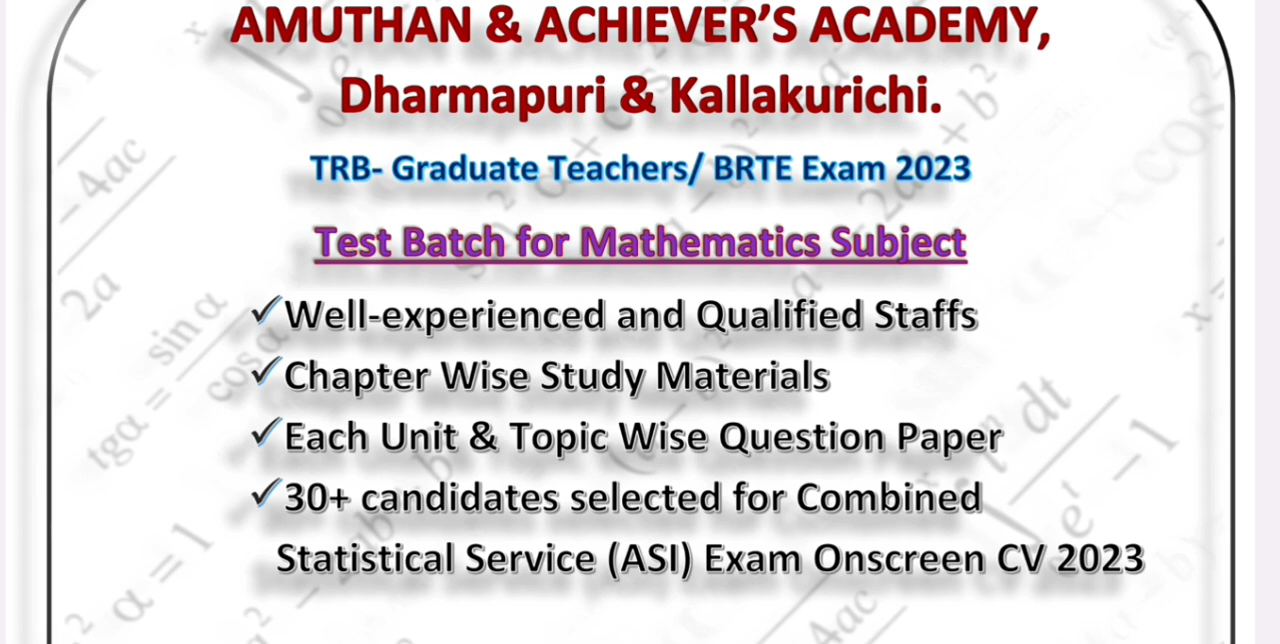 AMUTHAN & ACHIEVER’S ACADEMY,
Dharmapuri & Kallakurichi.
TRB- Graduate Teachers/ BRTE Exam 2023
Test Batch for Mathematics Subject
✓Well-experienced and Qualified Staffs
✓Chapter Wise Study Materials
✓Each Unit & Topic Wise Question Paper
✓30+ candidates selected for Combined
Statistical Service (ASI) Exam Onscreen CV 2023